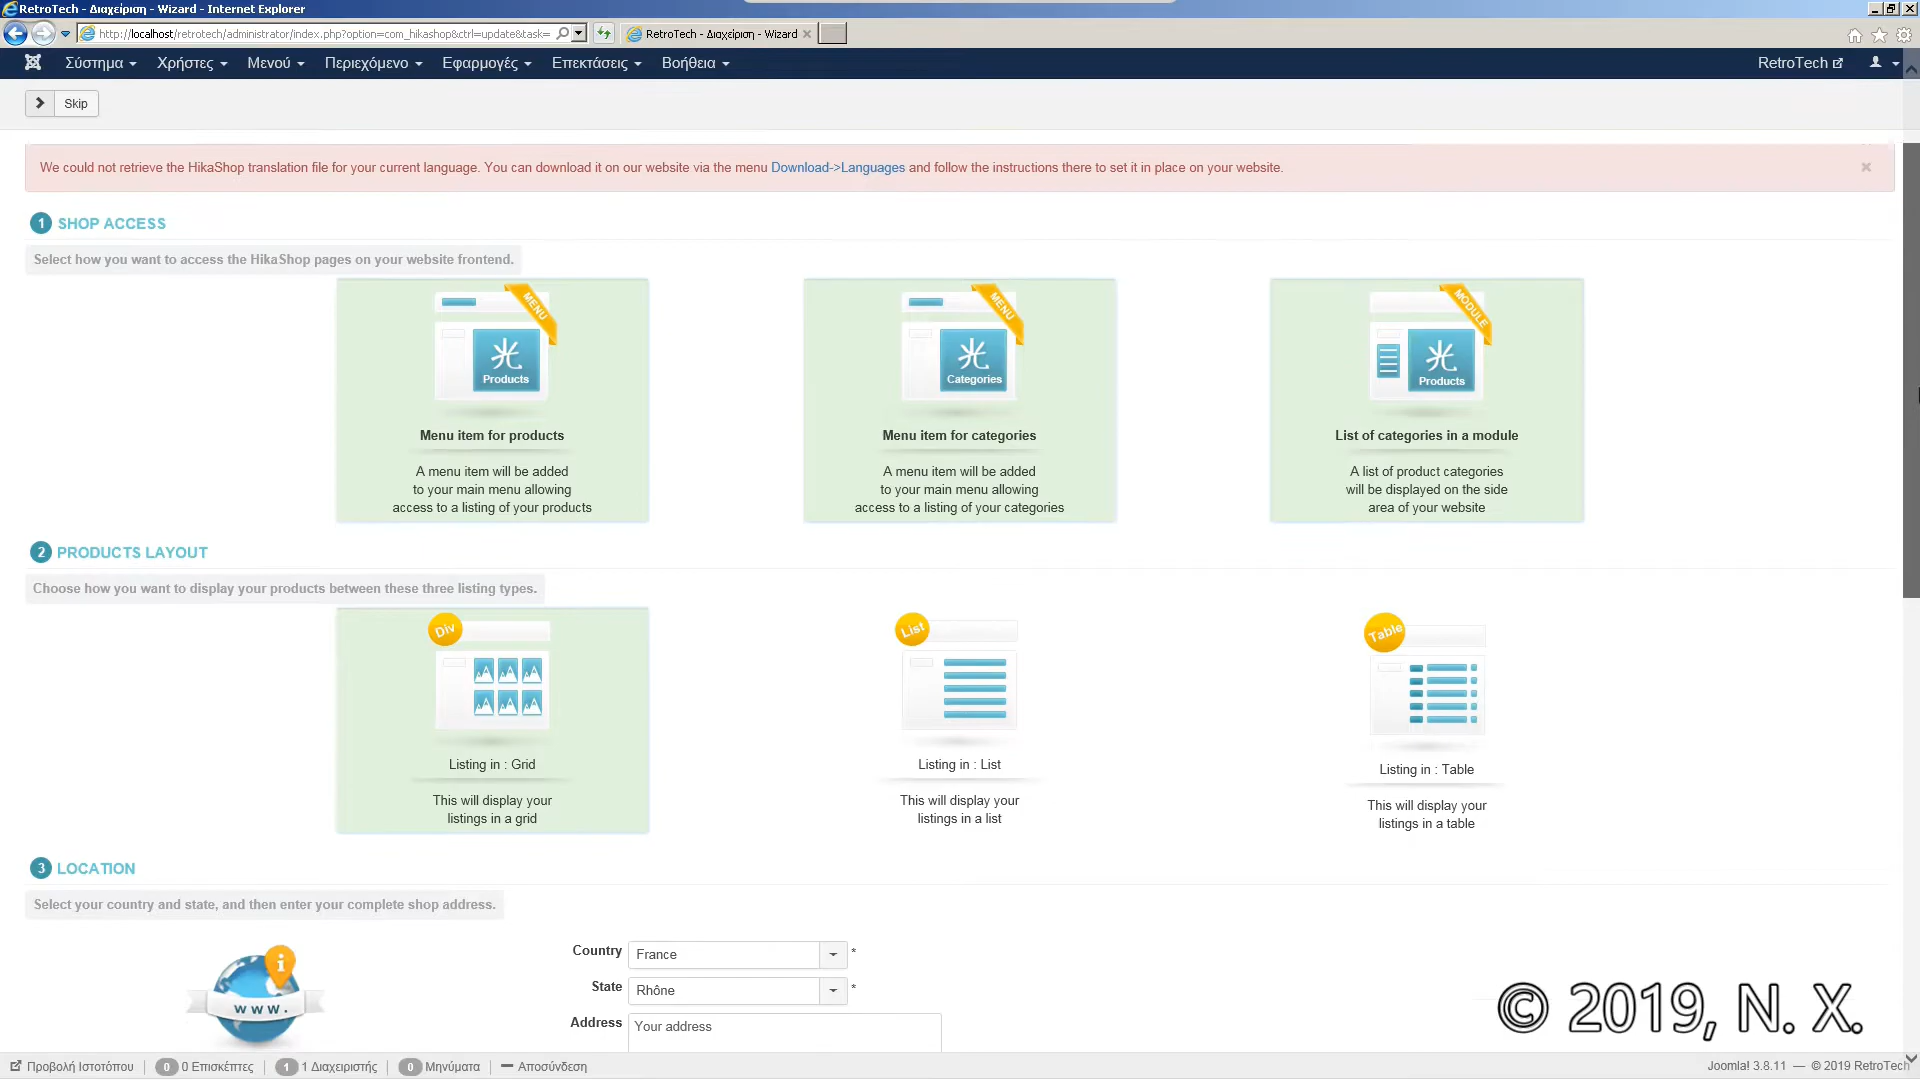 RetroTech - Διαχείριση - Wizard - Internet Explorer
http://localhost/retrotech/administrator/index.php?option=com_hikashop&ctrl=update&task=
RetroTech - Διαχείριση - Wizard
Σύστημα Χρήστες Μενού Περιεχόμενο Εφαρμογές Επεκτάσεις Βοήθεια RetroTech
Skip
We could not retrieve the HikaShop translation file for your current language. You can download it on our website via the menu Download->Languages and follow the instructions there to set it in place on your website.
1 SHOP ACCESS
Select how you want to access the HikaShop pages on your website frontend.
MENU
光
Products
Menu item for products
A menu item will be added
to your main menu allowing
access to a listing of your products
MENU
光
Categories
Menu item for categories
A menu item will be added
to your main menu allowing
access to a listing of your categories
MODULE
光
Products
List of categories in a module
A list of product categories
will be displayed on the side
area of your website
2 PRODUCTS LAYOUT
Choose how you want to display your products between these three listing types.
Div
Listing in : Grid
This will display your
listings in a grid
List
Listing in : List
This will display your
listings in a list
Table
Listing in : Table
This will display your
listings in a table
3 LOCATION
Select your country and state, and then enter your complete shop address.
www.
Country France *
State Rhône *
Address Your address
© 2019, N. X.
Προβολή Ιστοτόπου 0 0 Επισκέπτες 1 1 Διαχειριστής 0 Μηνύματα Αποσύνδεση Joomla! 3.8.11 — © 2019 RetroTech